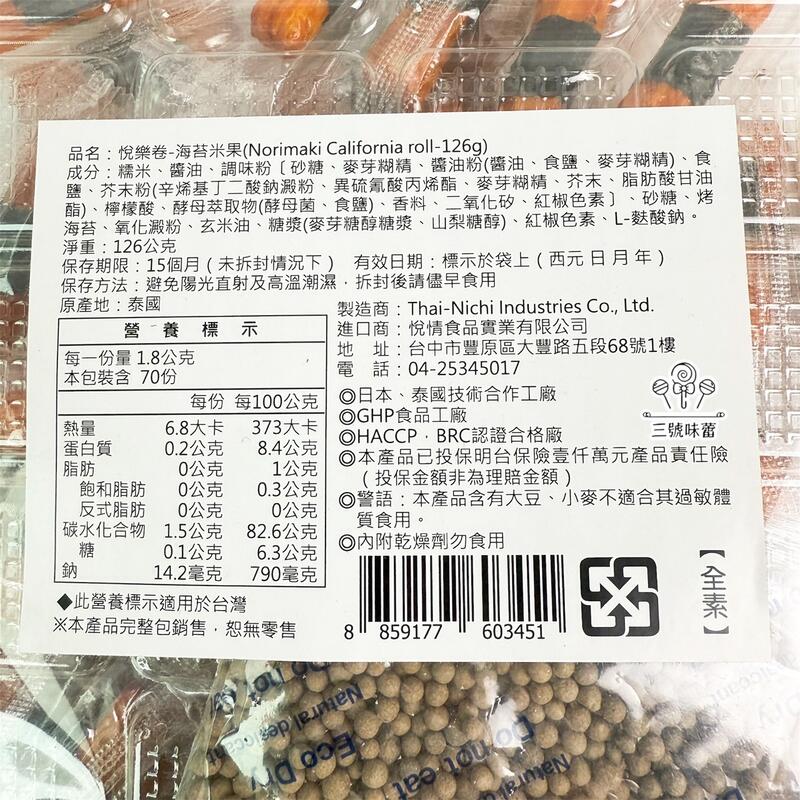 品名：悅樂卷-海苔米果(Norimaki California roll-126g)
成分：糯米、醬油、調味粉〔砂糖、麥芽糊精、醬油粉(醬油、食鹽、麥芽糊精)、食
鹽、芥末粉(辛烯基丁二酸鈉澱粉、異硫氰酸丙烯酯、麥芽糊精、芥末、脂肪酸甘油
酯)、檸檬酸、酵母萃取物(酵母菌、食鹽)、香料、二氧化矽、紅椒色素〕、砂糖、烤
海苔、氧化澱粉、玄米油、糖漿(麥芽糖醇糖漿、山梨糖醇)、紅椒色素、L-麩酸鈉。
淨重：126公克
保存期限：15個月（未拆封情況下） 有效日期：標示於袋上（西元日月年）
保存方法：避免陽光直射及高溫潮濕，拆封後請儘早食用
原產地：泰國
營養標示
每一份量 1.8公克
本包裝含 70份
每份 每100公克
熱量 6.8大卡 373大卡
蛋白質 0.2公克 8.4公克
脂肪 0公克 1公克
飽和脂肪 0公克 0.3公克
反式脂肪 0公克 0公克
碳水化合物 1.5公克 82.6公克
糖 0.1公克 6.3公克
鈉 14.2毫克 790毫克
◆此營養標示適用於台灣
※本產品完整包銷售，恕無零售
製造商：Thai-Nichi Industries Co., Ltd.
進口商：悅情食品實業有限公司
地 址：台中市豐原區大豐路五段68號1樓
電 話：04-25345017
◎日本、泰國技術合作工廠
◎GHP食品工廠
◎HACCP，BRC認證合格廠
◎本產品已投保明台保險壹仟萬元產品責任險
（投保金額非為理賠金額）
◎警語：本產品含有大豆、小麥不適合其過敏體
質食用。
◎內附乾燥劑勿食用
三號味蕾
8 859177 603451
【全素】
Do not eat
Natural desiccant
Eco Dry
Do not eat
Natural
Dry
desiccant